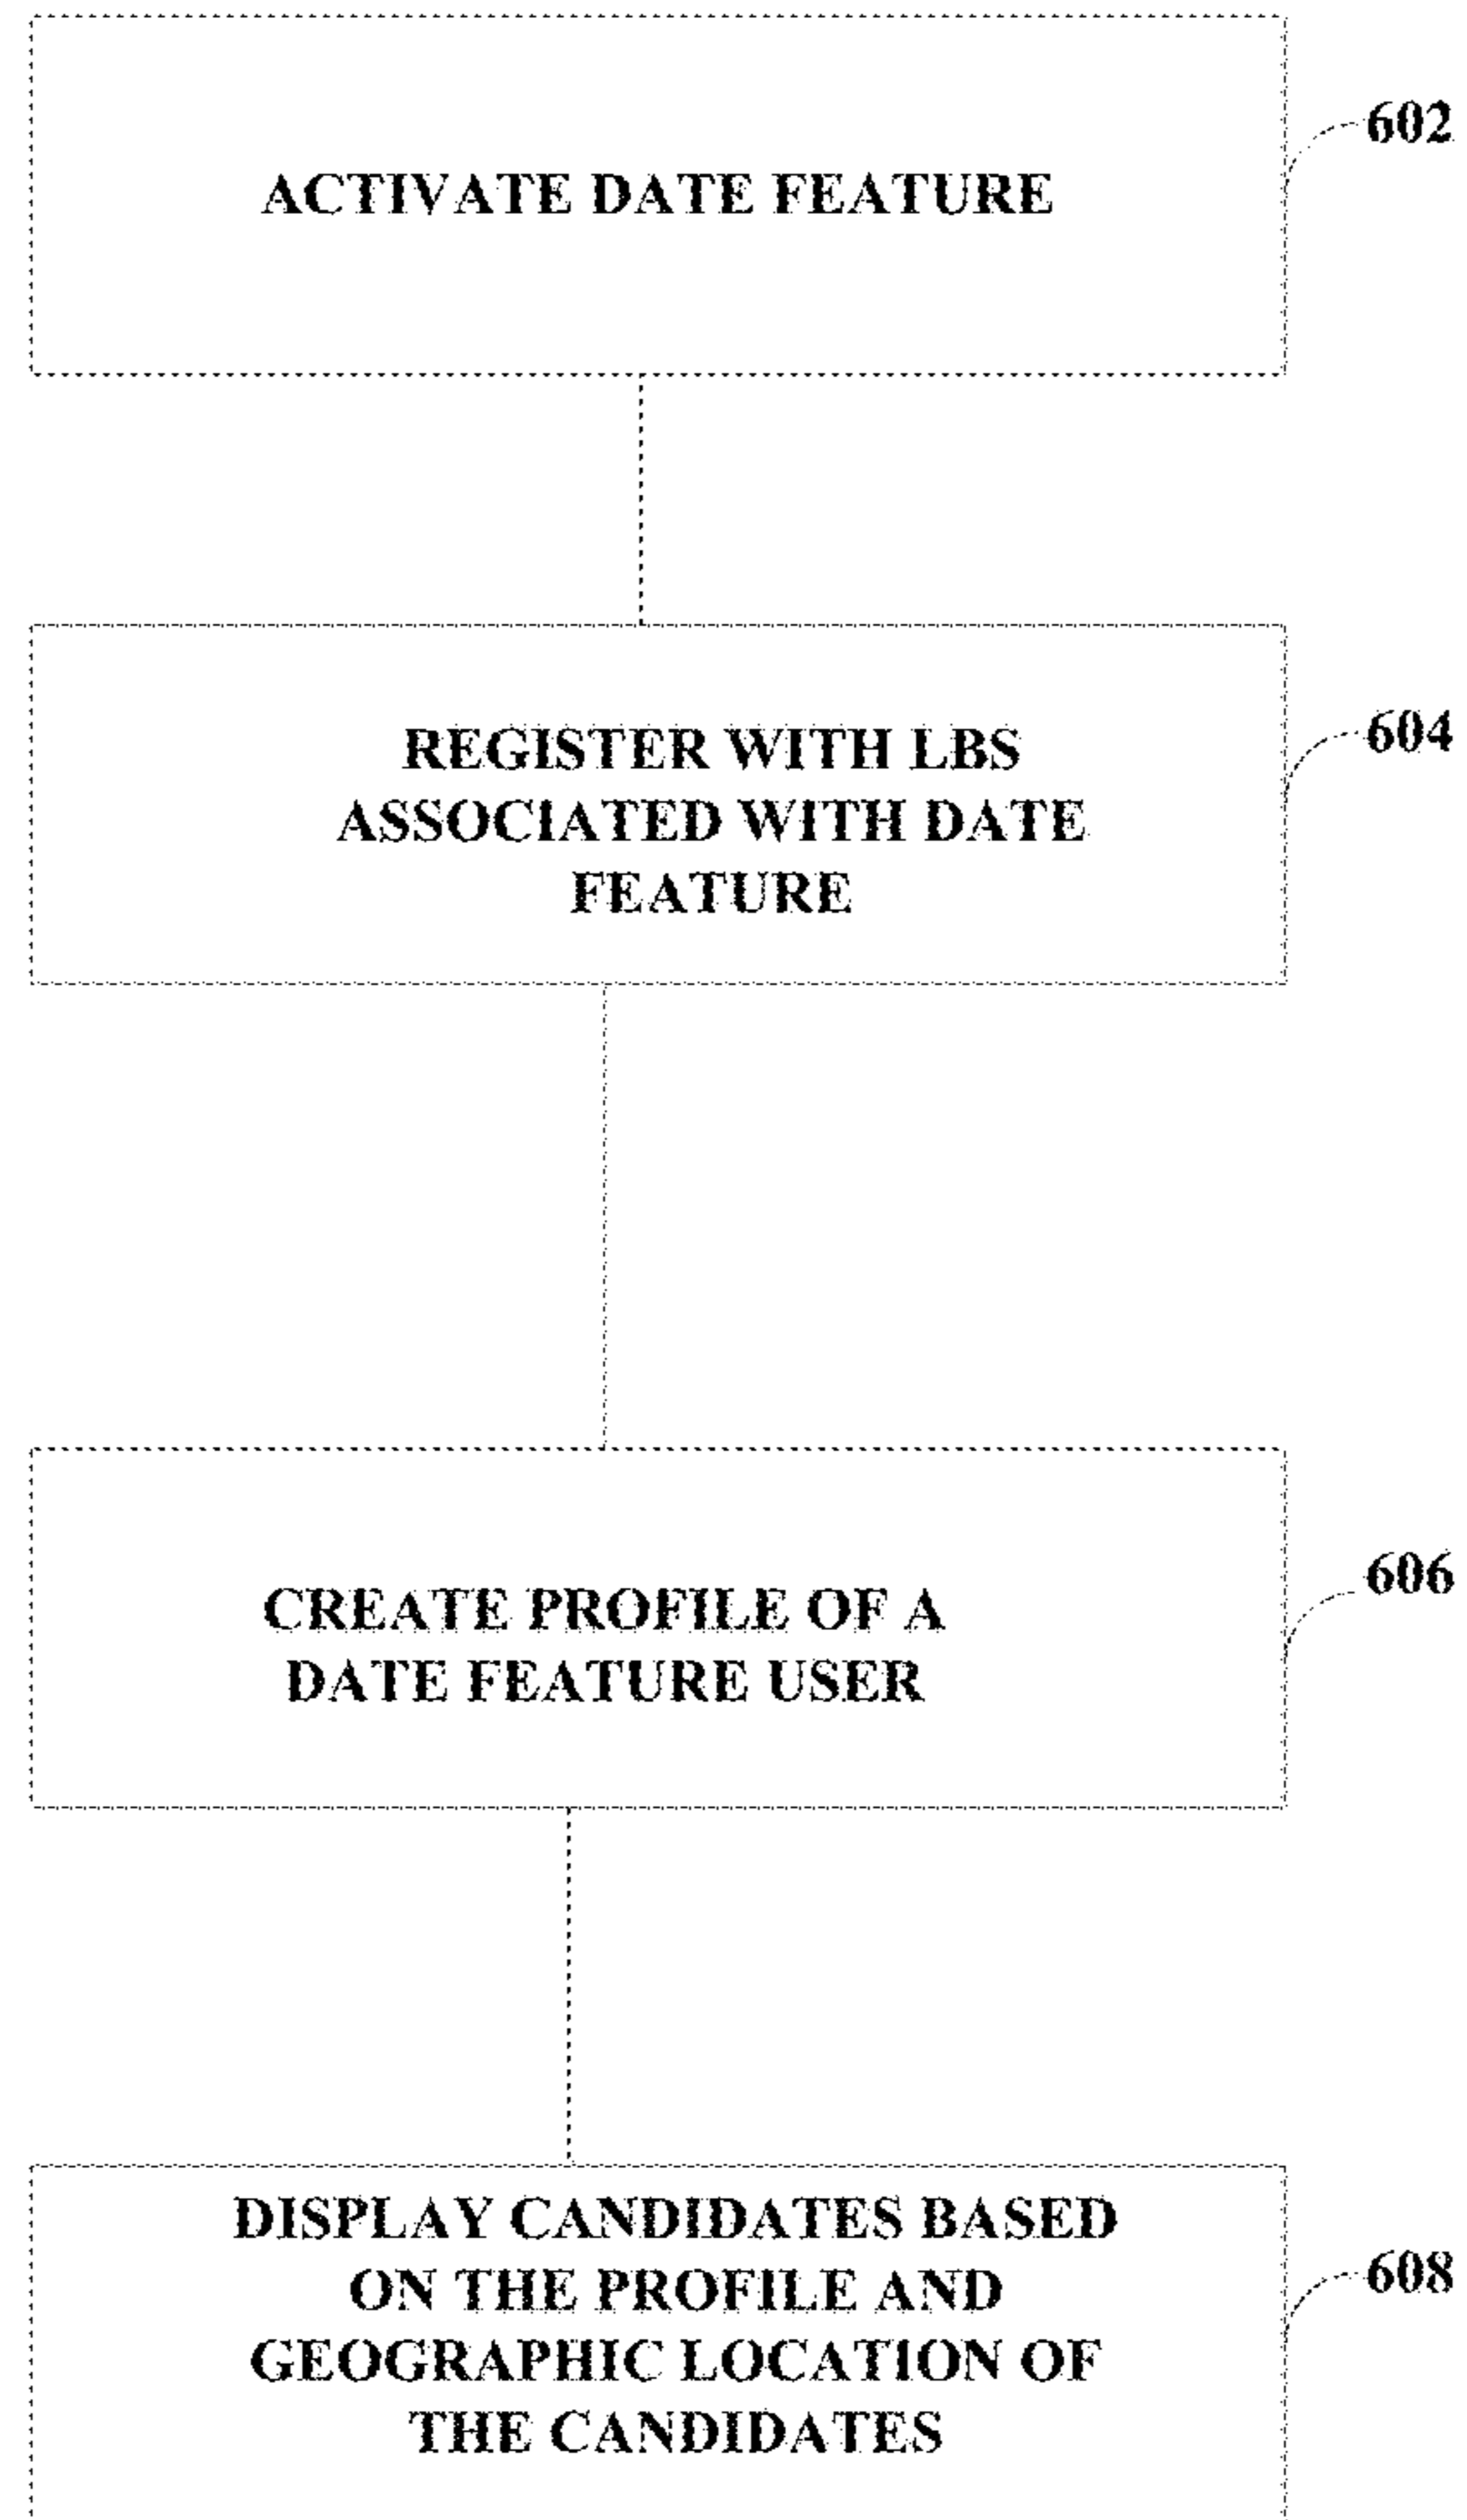 ACTIVATE DATE FEATURE
602
REGISTER WITH LBS
ASSOCIATED WITH DATE
FEATURE
604
CREATE PROFILE OF A
DATE FEATURE USER
606
DISPLAY CANDIDATES BASED
ON THE PROFILE AND
GEOGRAPHIC LOCATION OF
THE CANDIDATES
608